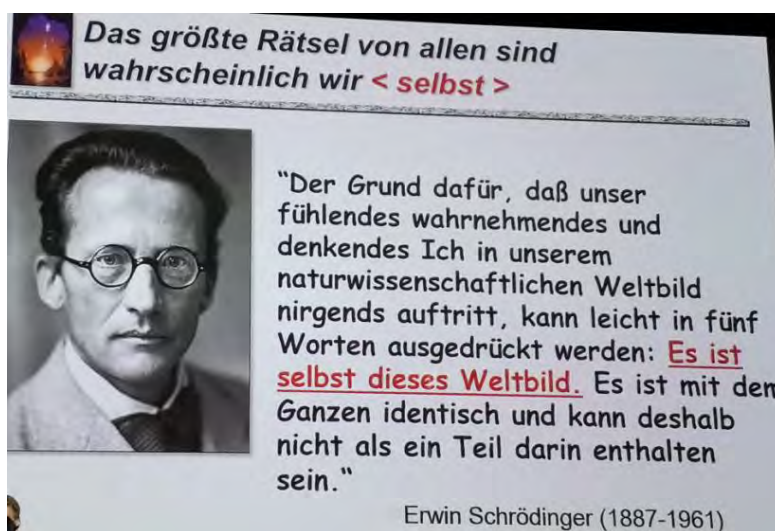 Das größte Rätsel von allen sind
wahrscheinlich wir < selbst >
"Der Grund dafür, daß unser
fühlendes wahrnehmendes und
denkendes Ich in unserem
naturwissenschaftlichen Weltbild
nirgends auftritt, kann leicht in fünf
Worten ausgedrückt werden: Es ist
selbst dieses Weltbild. Es ist mit dem
Ganzen identisch und kann deshalb
nicht als ein Teil darin enthalten
sein."
Erwin Schrödinger (1887-1961)